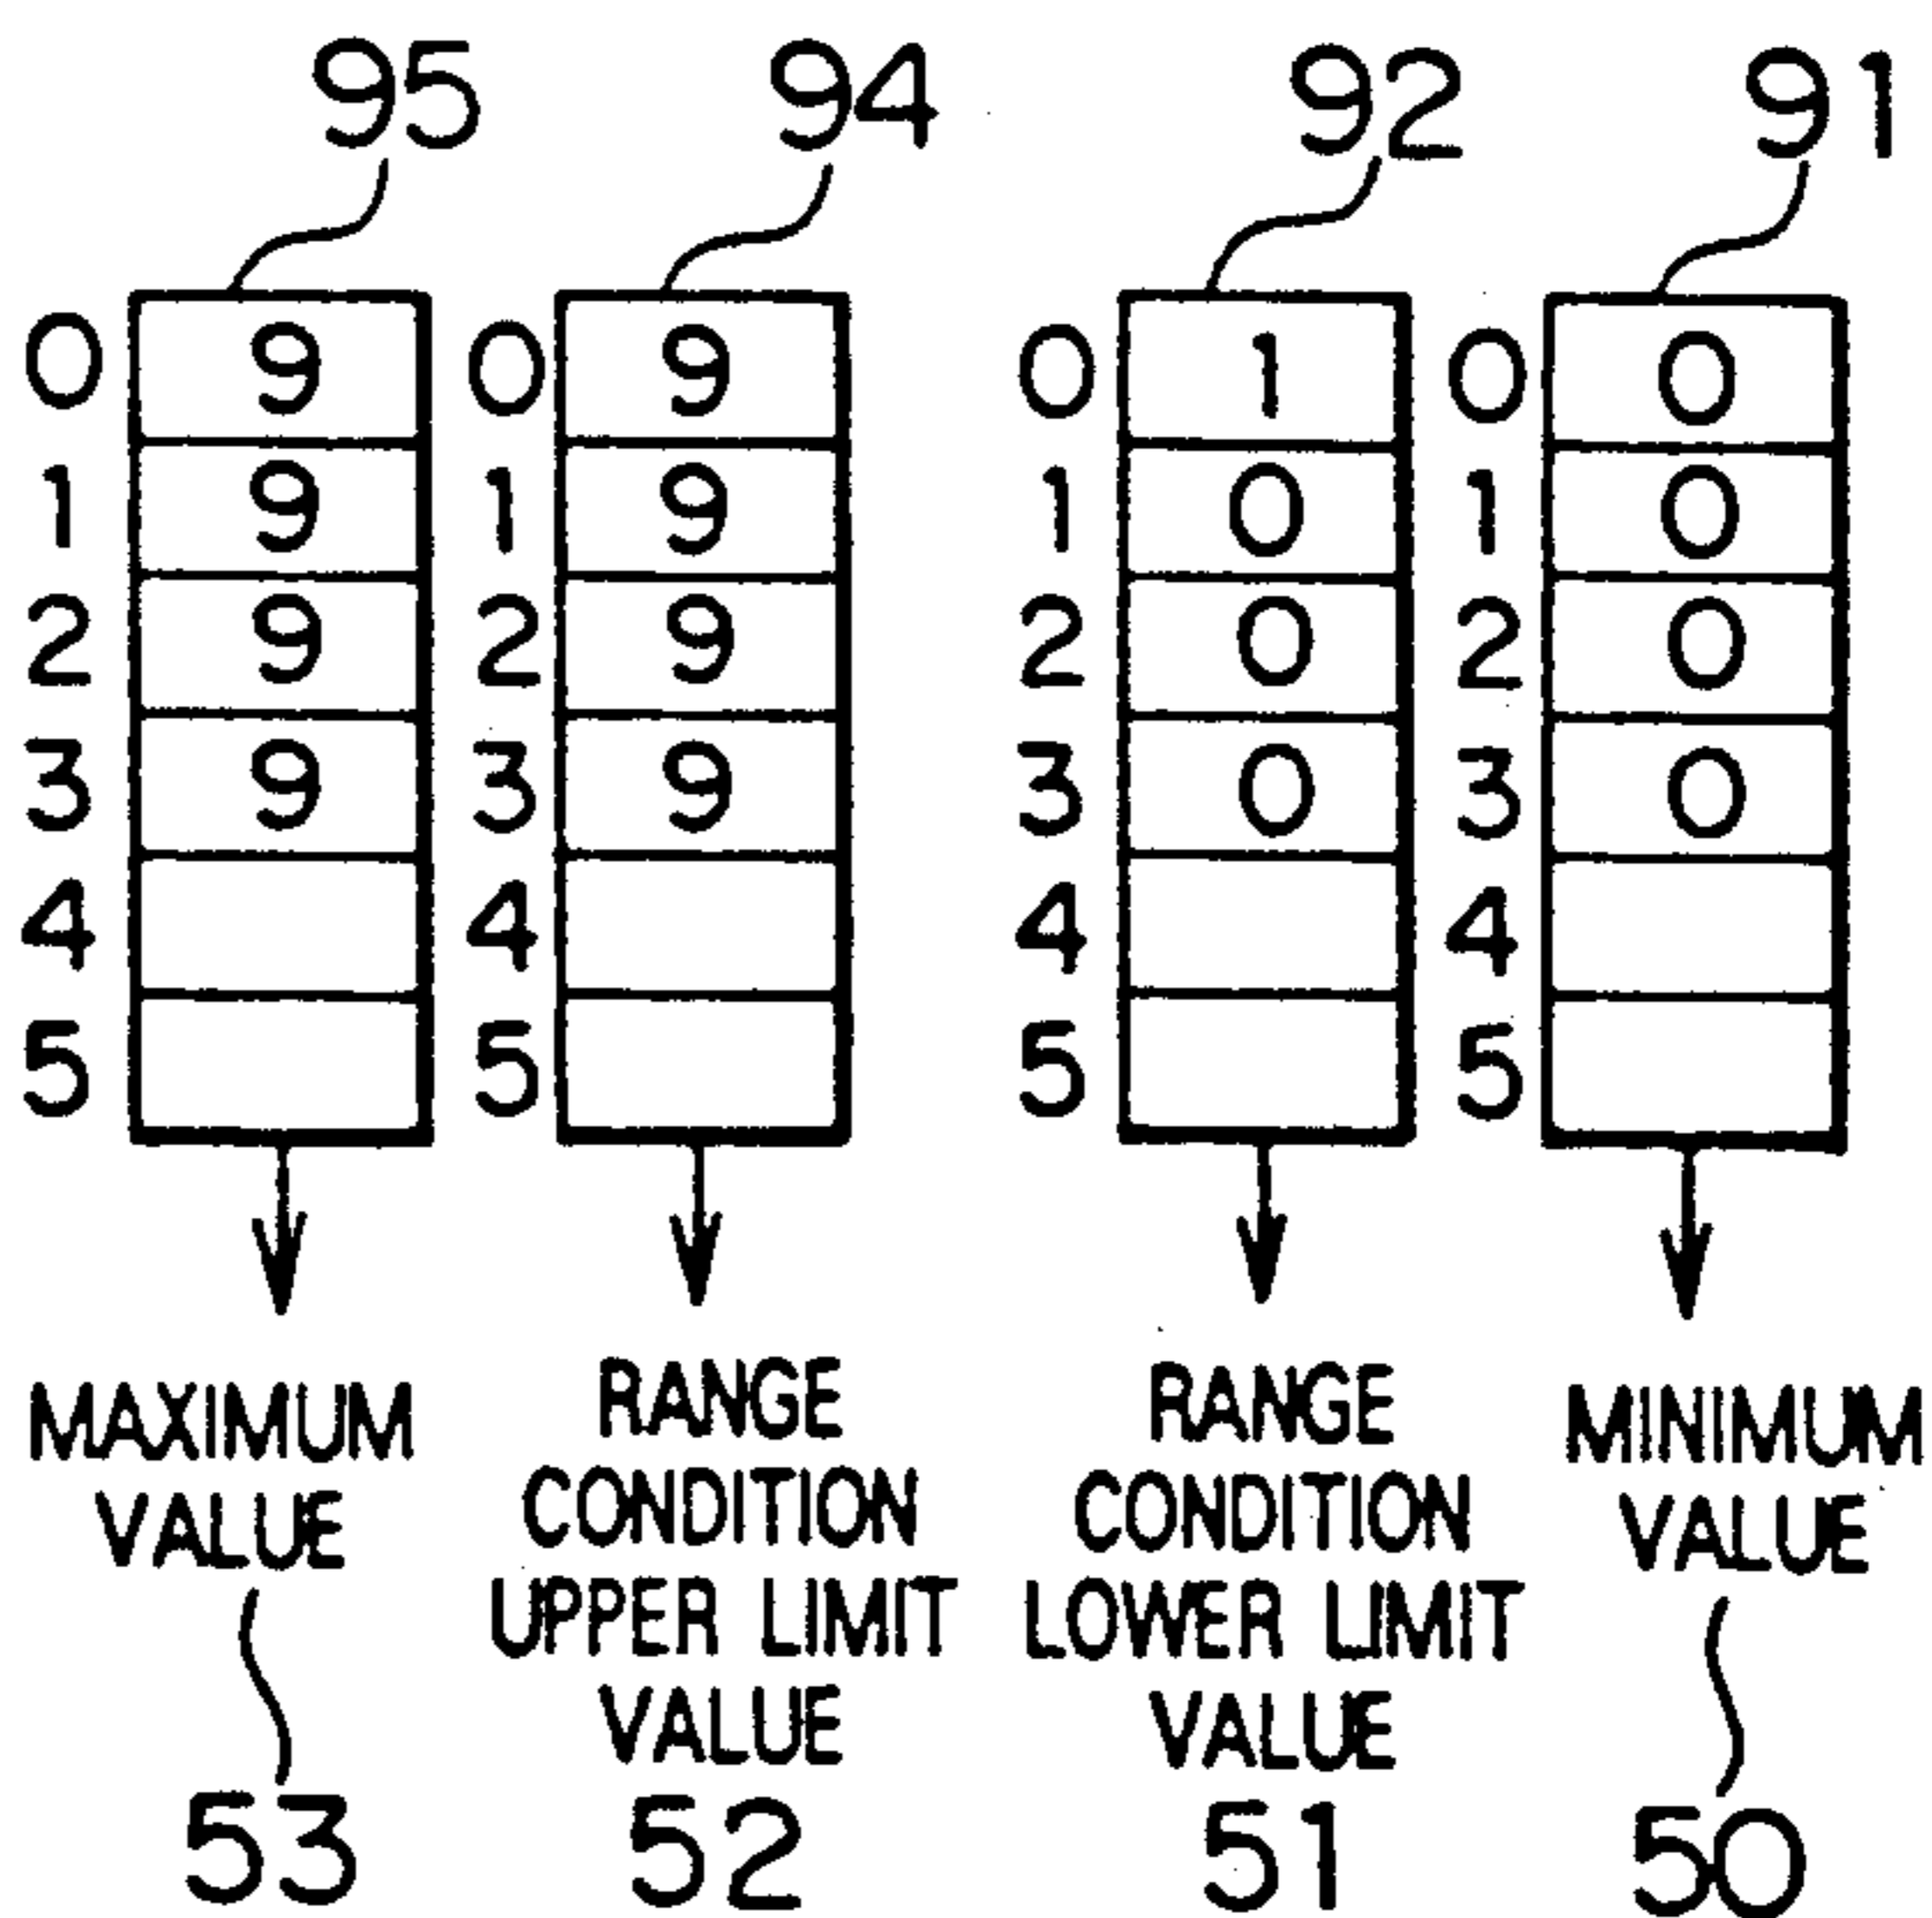 95 94 92 91
0 9 0 9 0 1 0 0
1 9 1 9 1 0 1 0
2 9 2 9 2 0 2 0
3 9 3 9 3 0 3 0
4 4 4 4
5 5 5 5
MAXIMUM
VALUE
53
RANGE
CONDITION
UPPER LIMIT
VALUE
52
RANGE
CONDITION
LOWER LIMIT
VALUE
51
MINIMUM
VALUE
50